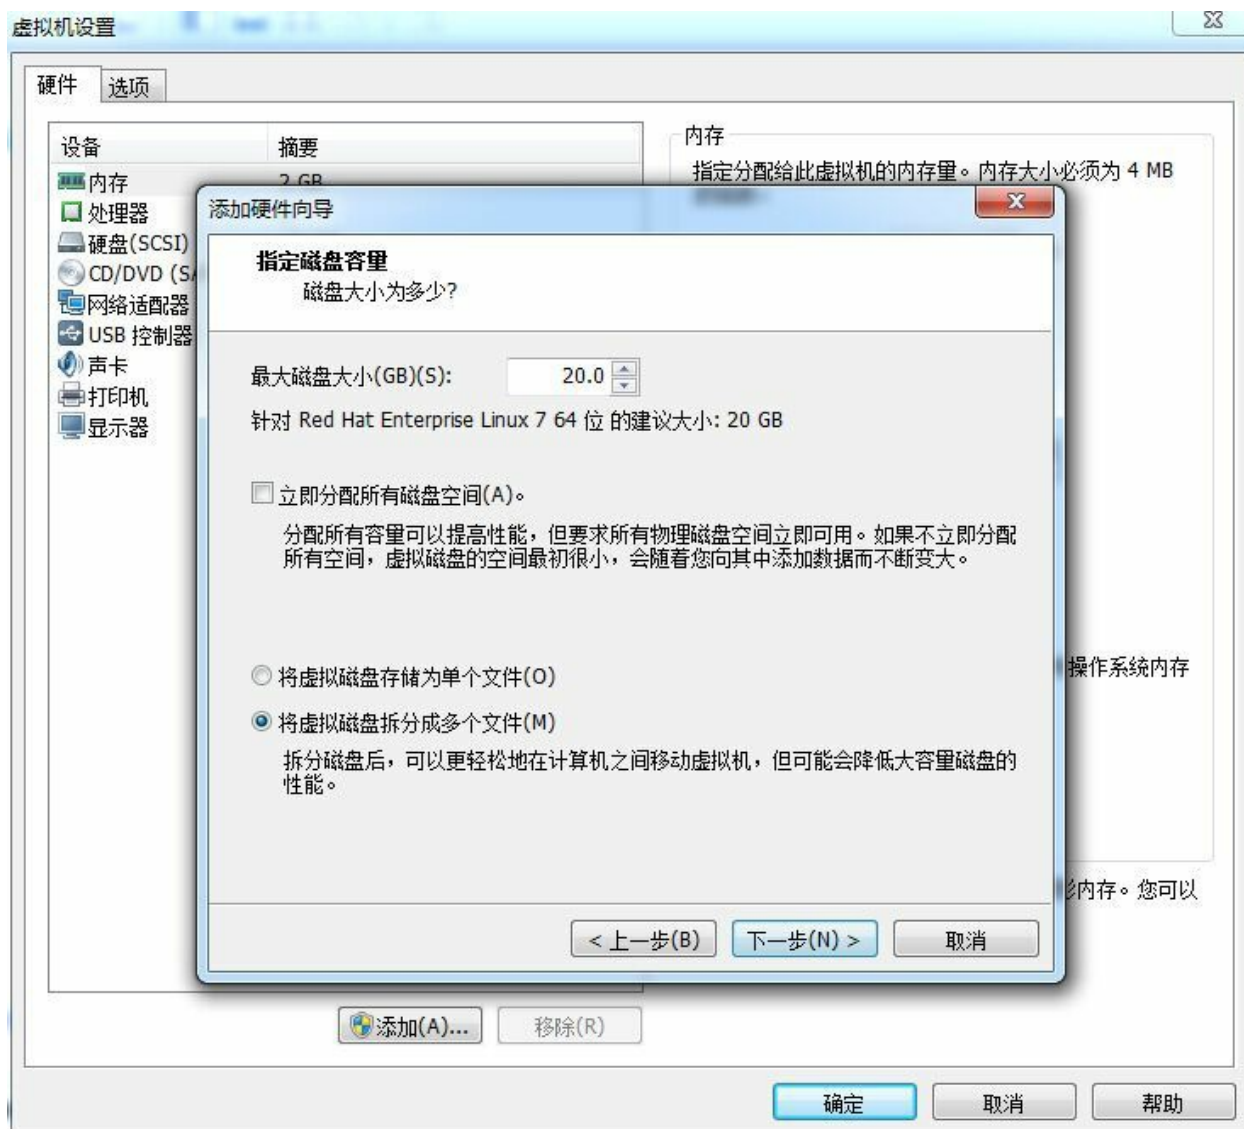 虚拟机设置
硬件 选项
设备 摘要
内存 2 GB
处理器
硬盘(SCSI)
CD/DVD (SA
网络适配器
USB 控制器
声卡
打印机
显示器
内存
指定分配给此虚拟机的内存量。内存大小必须为 4 MB
添加硬件向导
指定磁盘容量
磁盘大小为多少?
最大磁盘大小(GB)(S): 20.0
针对 Red Hat Enterprise Linux 7 64 位 的建议大小: 20 GB
立即分配所有磁盘空间(A)。
分配所有容量可以提高性能，但要求所有物理磁盘空间立即可用。如果不立即分配
所有空间，虚拟磁盘的空间最初很小，会随着您向其中添加数据而不断变大。
将虚拟磁盘存储为单个文件(O)
操作系统内存
将虚拟磁盘拆分成多个文件(M)
拆分磁盘后，可以更轻松地在计算机之间移动虚拟机，但可能会降低大容量磁盘的
性能。
内存。您可以
< 上一步(B) 下一步(N) > 取消
添加(A)... 移除(R)
确定 取消 帮助